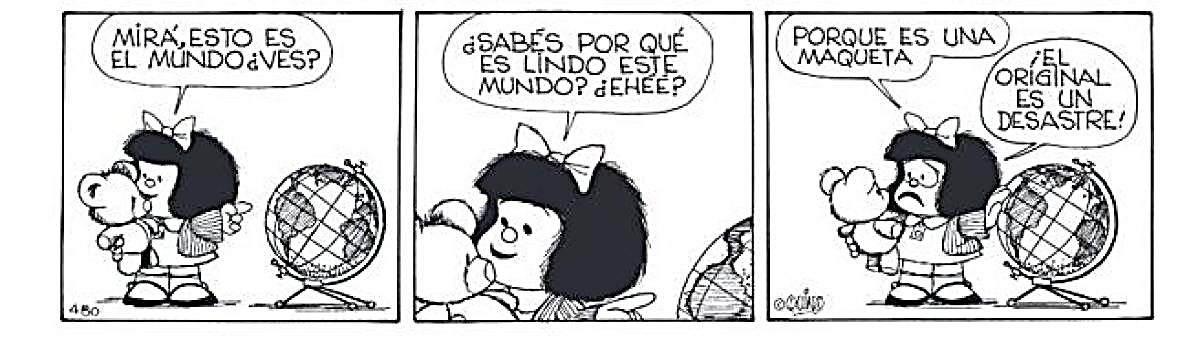 MIRÁ, ESTO ES
EL MUNDO ¿VES?
¿SABÉS POR QUÉ
ES LINDO ESTE
MUNDO? ¿EHEE?
PORQUE ES UNA
MAQUETA
¡EL
ORIGINAL
ES UN
DESASTRE!
480
©QUINO